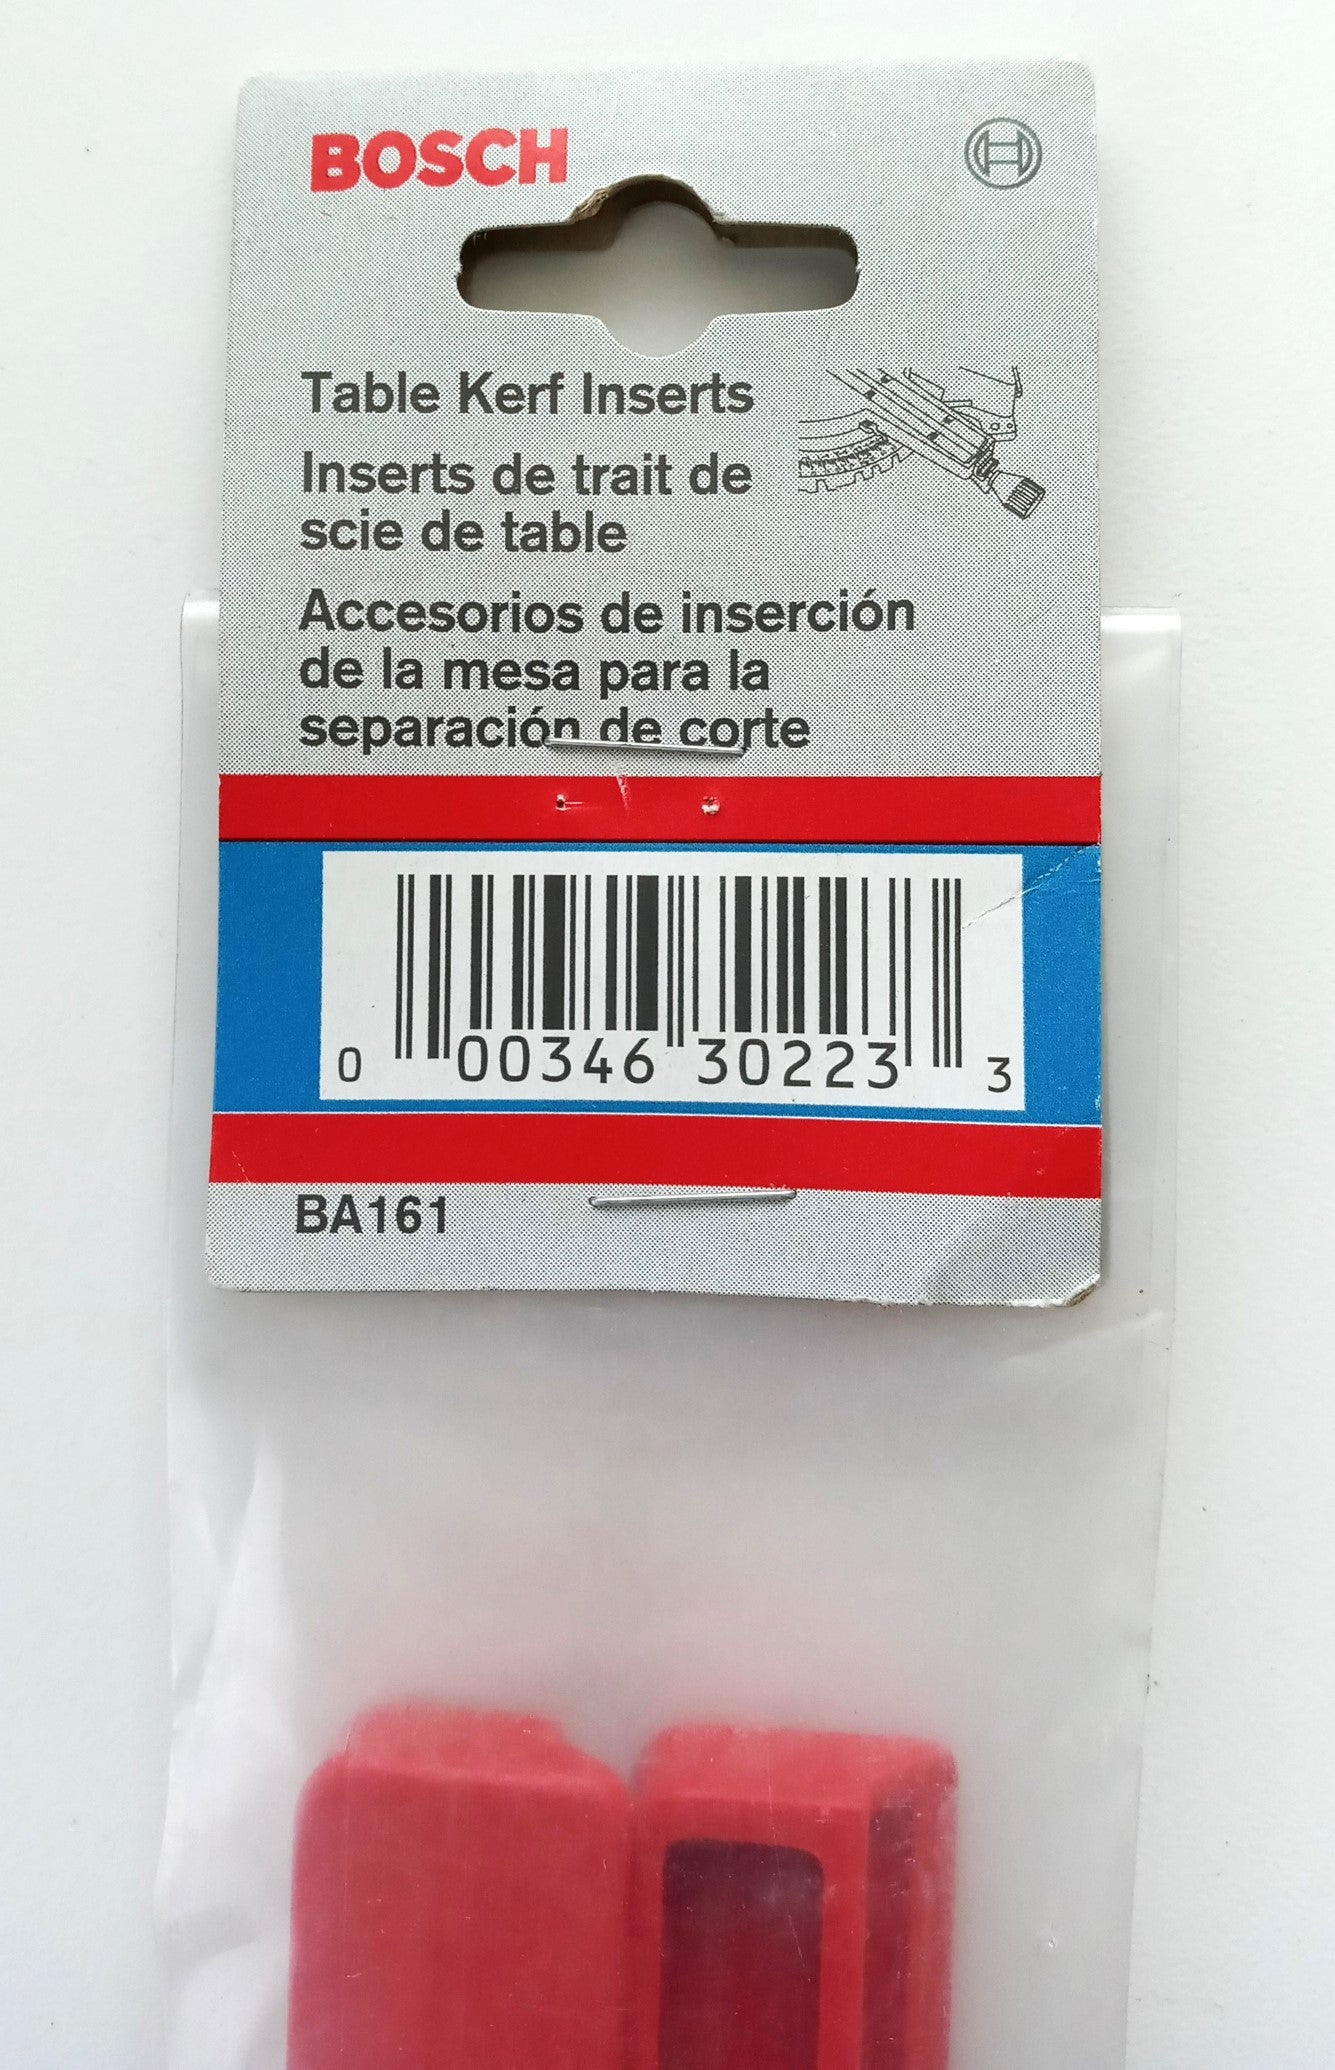 BOSCH
Table Kerf Inserts
Inserts de trait de
scie de table
Accesorios de inserción
de la mesa para la
separación de corte
0 00346 30223 3
BA161